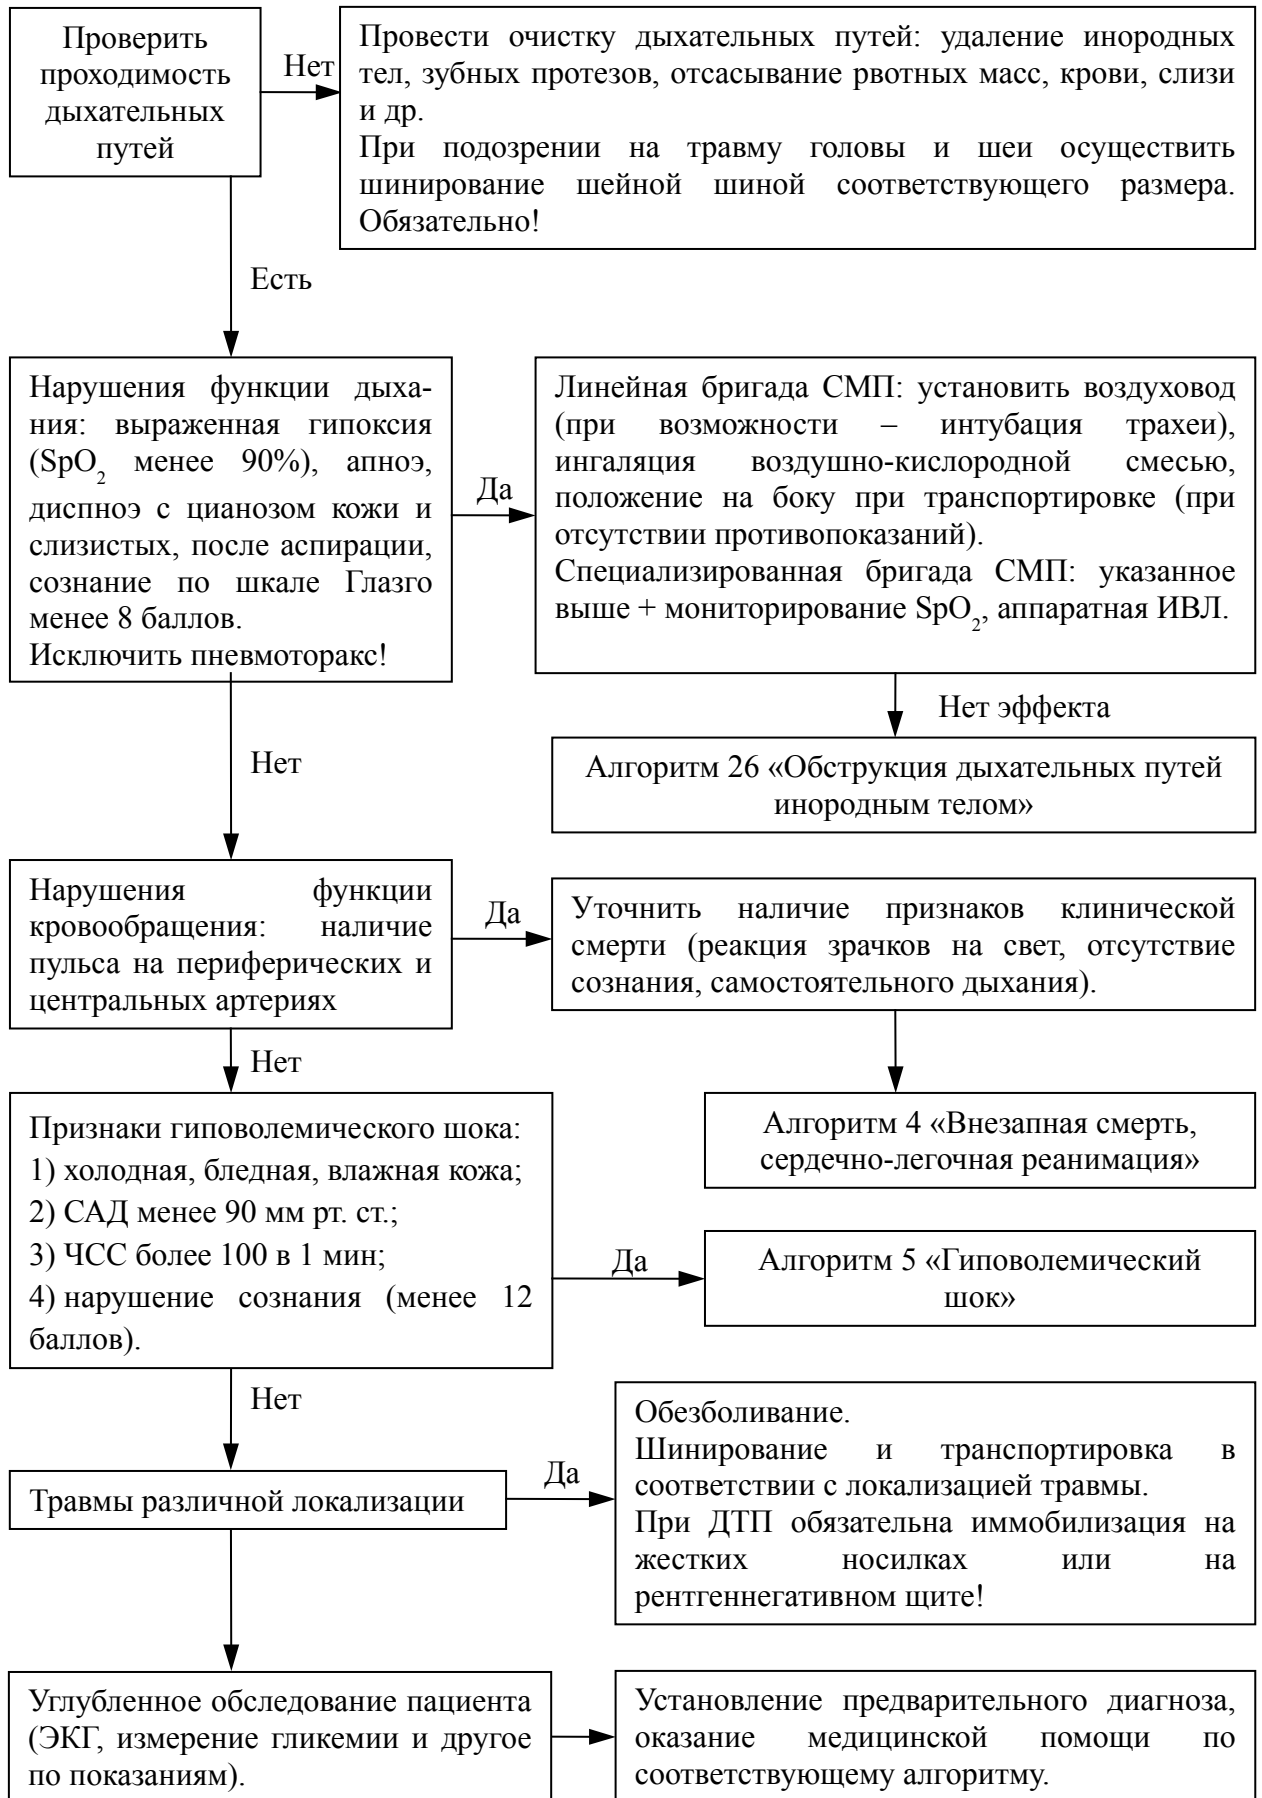 Проверить
проходимость
дыхательных
путей
Нет
Провести очистку дыхательных путей: удаление инородных
тел, зубных протезов, отсасывание рвотных масс, крови, слизи
и др.
При подозрении на травму головы и шеи осуществить
шинирование шейной шиной соответствующего размера.
Обязательно!
Есть
Нарушения функции дыха-
ния: выраженная гипоксия
(SpO₂ менее 90%), апноэ,
диспноэ с цианозом кожи и
слизистых, после аспирации,
сознание по шкале Глазго
менее 8 баллов.
Исключить пневмоторакс!
Да
Линейная бригада СМП: установить воздуховод
(при возможности – интубация трахеи),
ингаляция воздушно-кислородной смесью,
положение на боку при транспортировке (при
отсутствии противопоказаний).
Специализированная бригада СМП: указанное
выше + мониторирование SpO₂, аппаратная ИВЛ.
Нет эффекта
Алгоритм 26 «Обструкция дыхательных путей
инородным телом»
Нет
Нарушения функции
кровообращения: наличие
пульса на периферических и
центральных артериях
Да
Уточнить наличие признаков клинической
смерти (реакция зрачков на свет, отсутствие
сознания, самостоятельного дыхания).
Алгоритм 4 «Внезапная смерть,
сердечно-легочная реанимация»
Нет
Признаки гиповолемического шока:
1) холодная, бледная, влажная кожа;
2) САД менее 90 мм рт. ст.;
3) ЧСС более 100 в 1 мин;
4) нарушение сознания (менее 12
баллов).
Да
Алгоритм 5 «Гиповолемический
шок»
Нет
Травмы различной локализации
Да
Обезболивание.
Шинирование и транспортировка в
соответствии с локализацией травмы.
При ДТП обязательна иммобилизация на
жестких носилках или на
рентгеннегативном щите!
Углубленное обследование пациента
(ЭКГ, измерение гликемии и другое
по показаниям).
Установление предварительного диагноза,
оказание медицинской помощи по
соответствующему алгоритму.